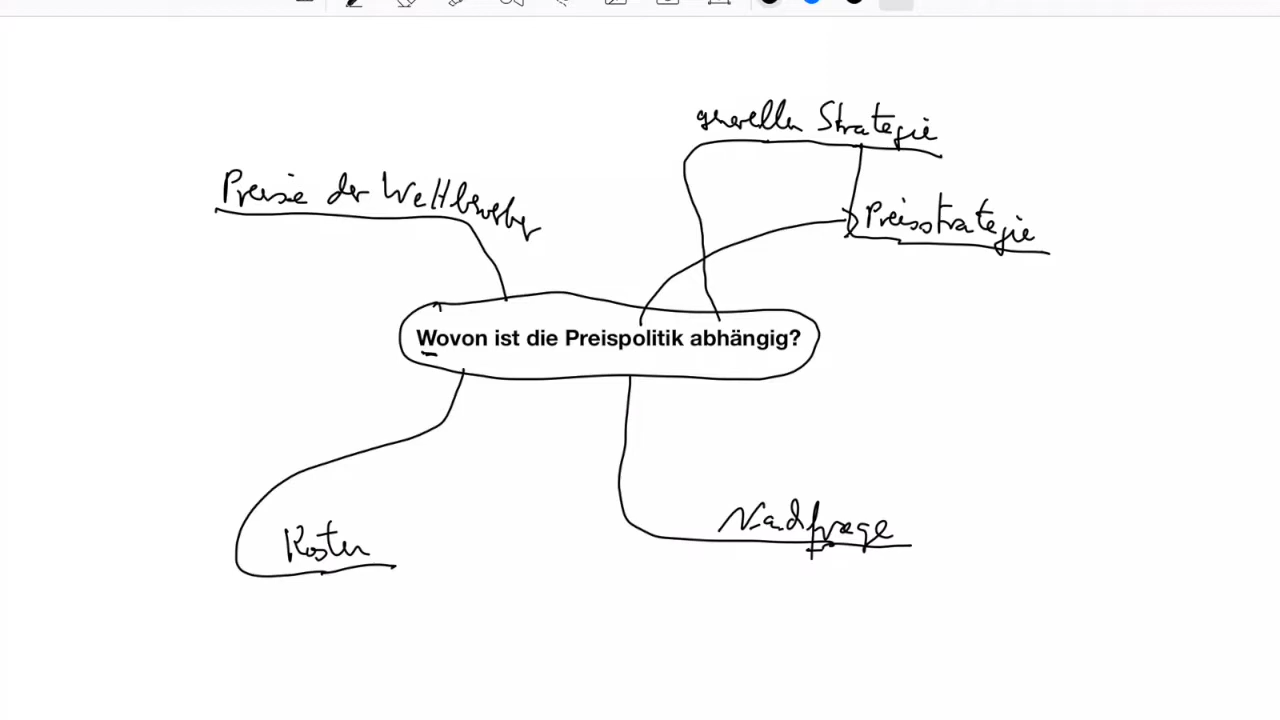 generellen Strategie
Preise der Wettbewerber
Preisstrategie
Wovon ist die Preispolitik abhängig?
Nachfrage
Kosten